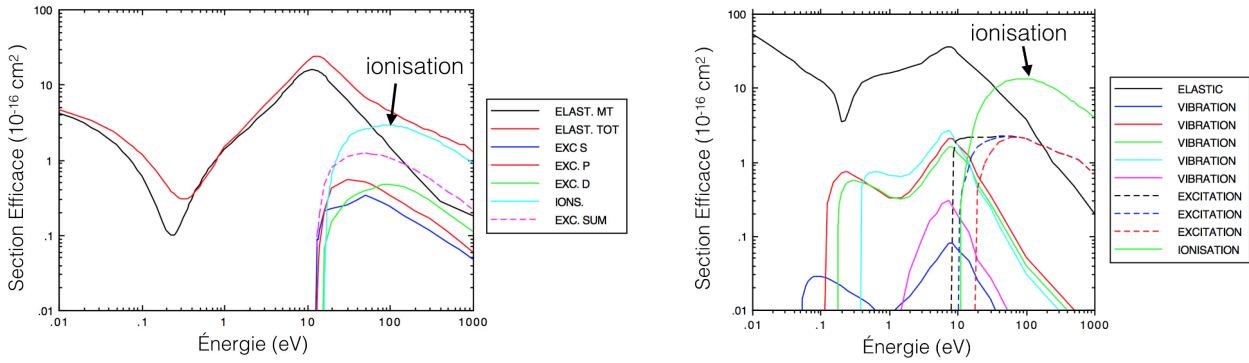 100
10
1
.1
.01
.01
.1
1
10
100
1000
Section Efficace (10⁻¹⁶ cm²)
Énergie (eV)
ionisation
ELAST. MT
ELAST. TOT
EXC S
EXC. P
EXC. D
IONS.
EXC. SUM
100
10
1
.1
.01
.01
.1
1
10
100
1000
Section Efficace (10⁻¹⁶ cm²)
Énergie (eV)
ionisation
ELASTIC
VIBRATION
VIBRATION
VIBRATION
VIBRATION
EXCITATION
EXCITATION
EXCITATION
IONISATION